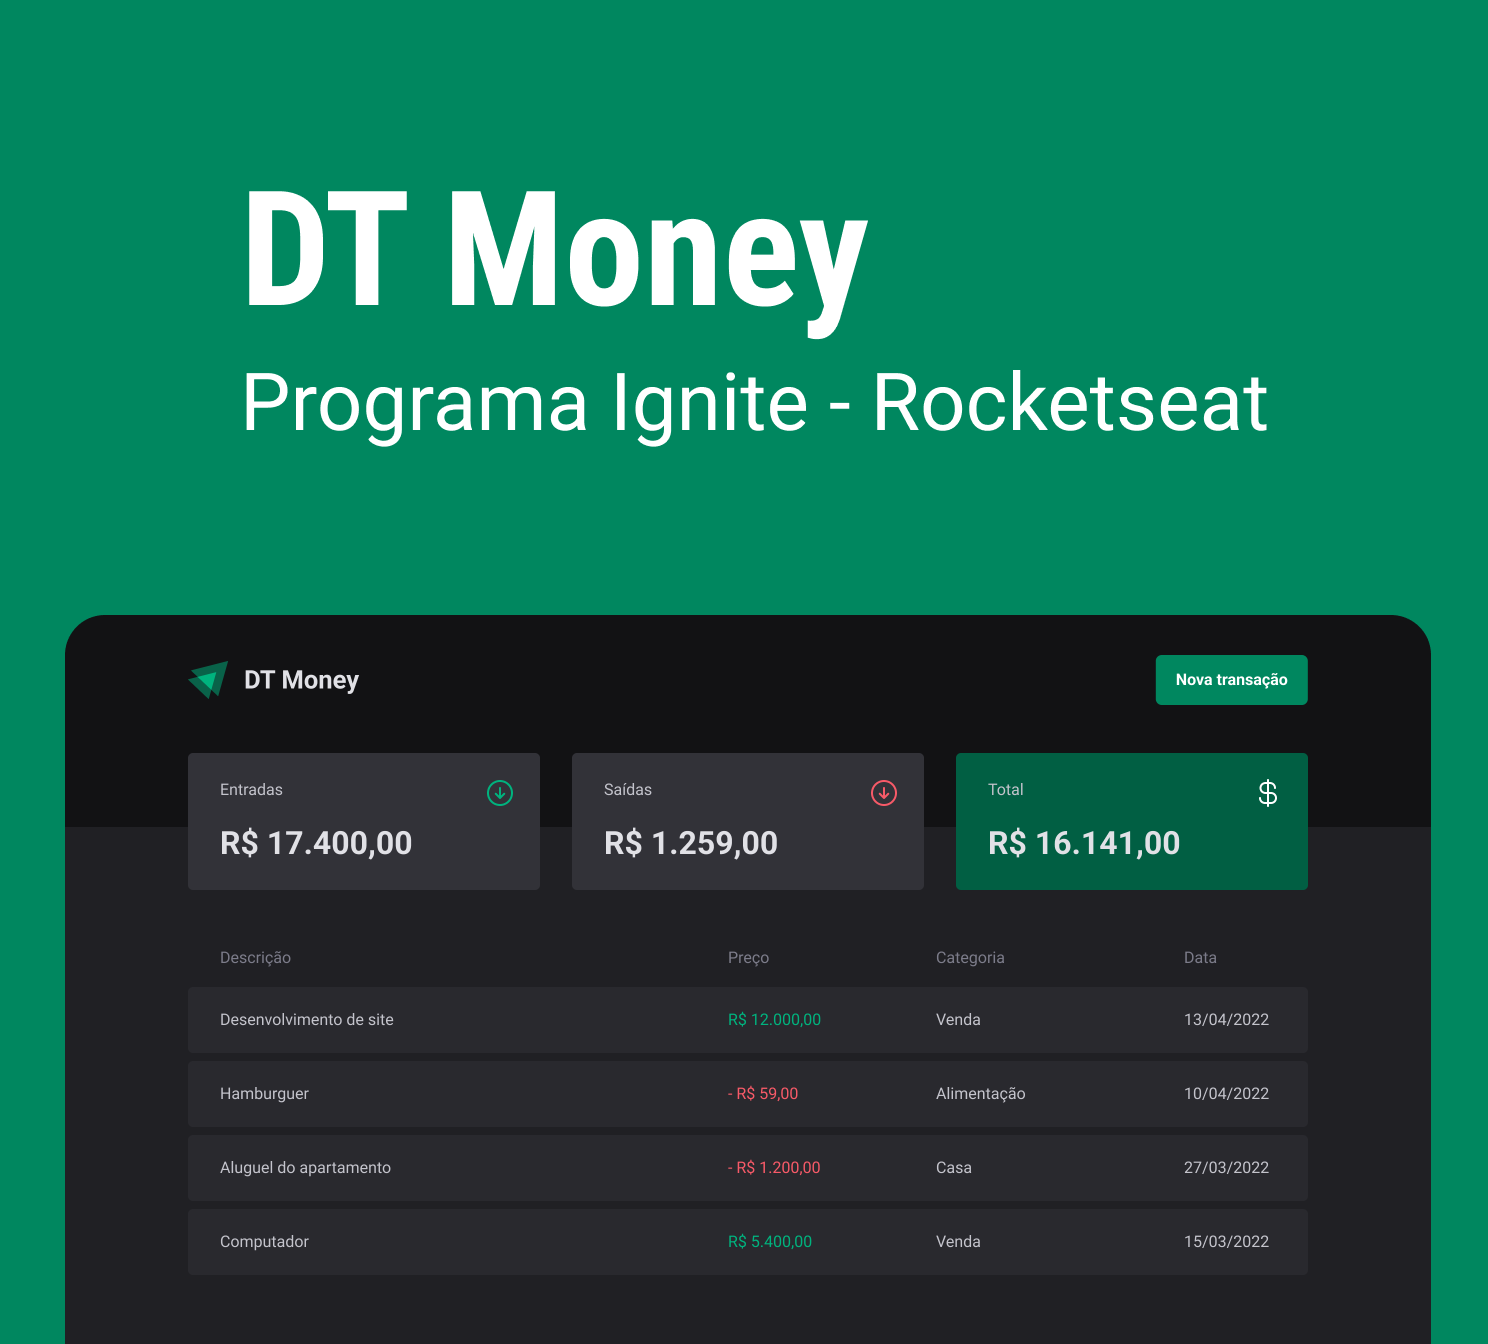 DT Money
Programa Ignite - Rocketseat
DT Money
Nova transação
Entradas
R$ 17.400,00
Saídas
R$ 1.259,00
Total
$
R$ 16.141,00
Descrição Preço Categoria Data
Desenvolvimento de site R$ 12.000,00 Venda 13/04/2022
Hamburguer - R$ 59,00 Alimentação 10/04/2022
Aluguel do apartamento - R$ 1.200,00 Casa 27/03/2022
Computador R$ 5.400,00 Venda 15/03/2022